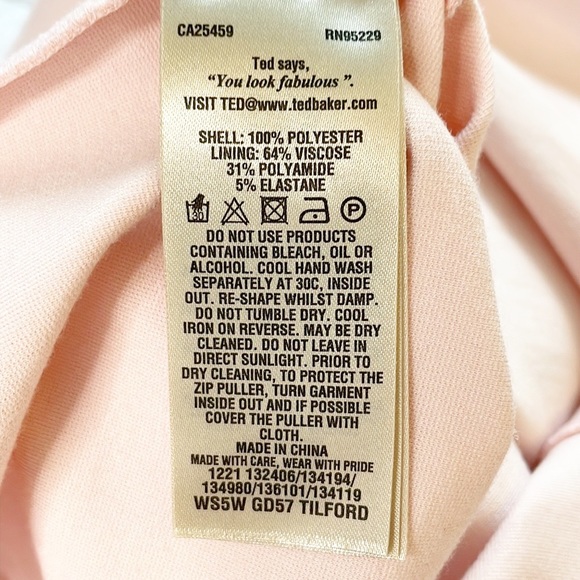 CA25459 RN95229
Ted says,
"You look fabulous ".
VISIT TED@www.tedbaker.com
SHELL: 100% POLYESTER
LINING: 64% VISCOSE
31% POLYAMIDE
5% ELASTANE
30 P
DO NOT USE PRODUCTS
CONTAINING BLEACH, OIL OR
ALCOHOL. COOL HAND WASH
SEPARATELY AT 30C, INSIDE
OUT. RE-SHAPE WHILST DAMP.
DO NOT TUMBLE DRY. COOL
IRON ON REVERSE. MAY BE DRY
CLEANED. DO NOT LEAVE IN
DIRECT SUNLIGHT. PRIOR TO
DRY CLEANING, TO PROTECT THE
ZIP PULLER, TURN GARMENT
INSIDE OUT AND IF POSSIBLE
COVER THE PULLER WITH
CLOTH.
MADE IN CHINA
MADE WITH CARE, WEAR WITH PRIDE
1221 132406/134194/
134980/136101/134119
WS5W GD57 TILFORD